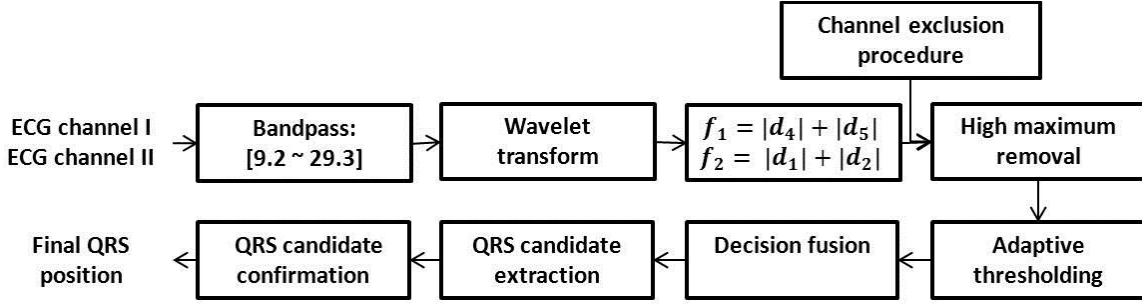 Channel exclusion
procedure
ECG channel I
ECG channel II
Bandpass:
[9.2 ~ 29.3]
Wavelet
transform
f₁ = |d₄| + |d₅|
f₂ = |d₁| + |d₂|
High maximum
removal
Final QRS
position
QRS candidate
confirmation
QRS candidate
extraction
Decision fusion
Adaptive
thresholding